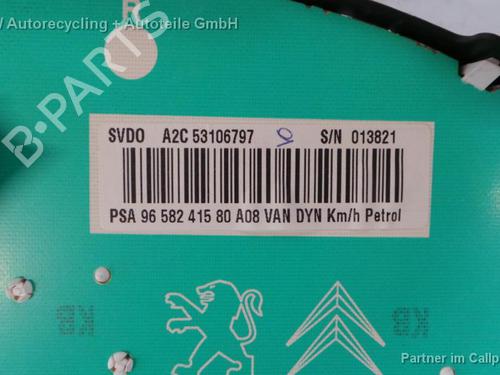 Autorecycling - Autoteile GmbH
R
B-PARTS
SVDO A2C 53106797 S/N 013821
PSA 96 582 415 80 A08 VAN DYN Km/h Petrol
KB KB
Partner im Callp